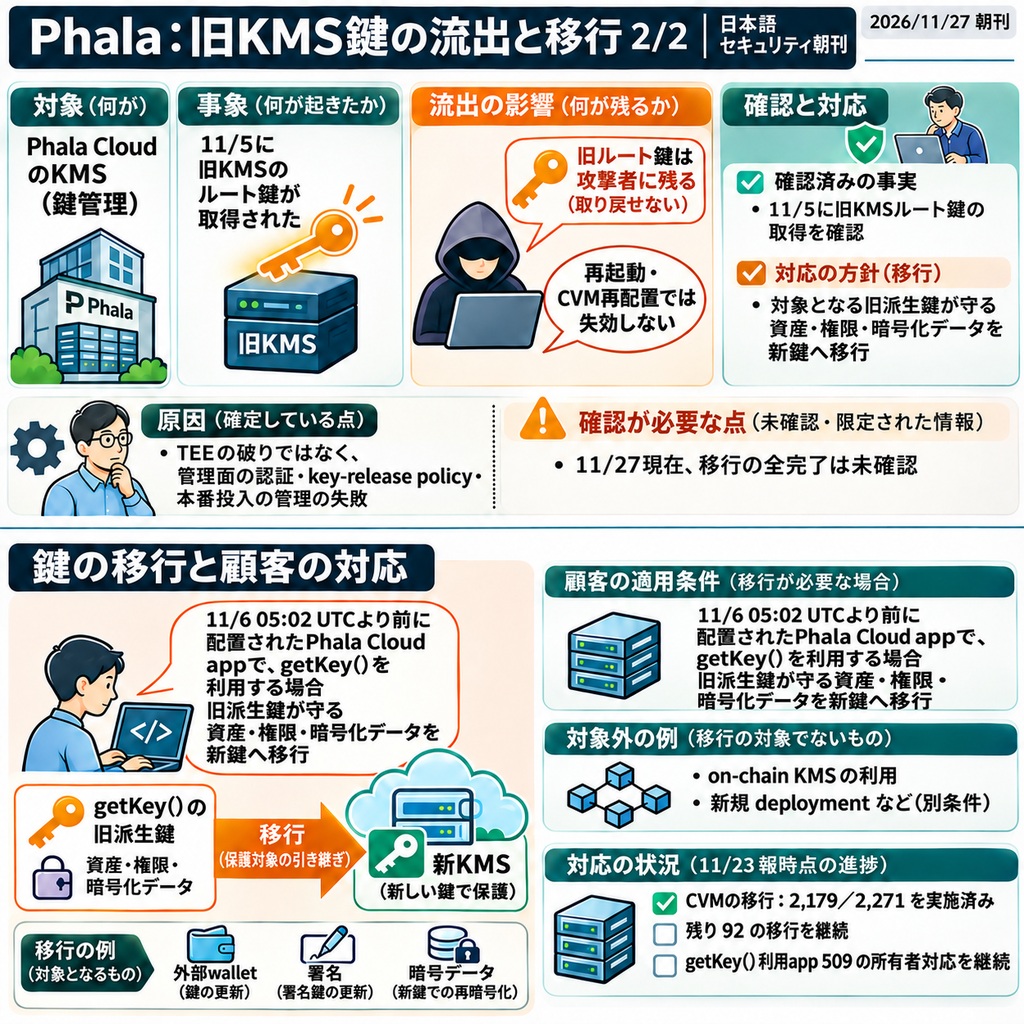 Phala：旧KMS鍵の流出と移行 2/2
日本語
セキュリティ朝刊
2026/11/27 朝刊
対象（何が）
Phala Cloud
のKMS
（鍵管理）
Phala
事象（何が起きたか）
11/5に
旧KMSの
ルート鍵が
取得された
旧KMS
流出の影響（何が残るか）
旧ルート鍵は
攻撃者に残る
（取り戻せない）
再起動・
CVM再配置では
失効しない
確認と対応
確認済みの事実
• 11/5に旧KMSルート鍵の
取得を確認
対応の方針（移行）
• 対象となる旧派生鍵が守る
資産・権限・暗号化データを
新鍵へ移行
原因（確定している点）
• TEEの破りではなく、
管理面の認証・key-release policy・
本番投入の管理の失敗
確認が必要な点（未確認・限定された情報）
• 11/27現在、移行の全完了は未確認
鍵の移行と顧客の対応
11/6 05:02 UTCより前に
配置されたPhala Cloud
appで、getKey()を
利用する場合
旧派生鍵が守る
資産・権限・暗号化データを
新鍵へ移行
</>
getKey()の
旧派生鍵
資産・権限・
暗号化データ
移行
（保護対象の引き継ぎ）
新KMS
（新しい鍵で保護）
移行の例
（対象となるもの）
外部wallet
（鍵の更新）
署名
（署名鍵の更新）
暗号データ
（新鍵での再暗号化）
顧客の適用条件（移行が必要な場合）
11/6 05:02 UTCより前に
配置されたPhala Cloud appで、
getKey()を利用する場合
旧派生鍵が守る資産・権限・
暗号化データを新鍵へ移行
対象外の例（移行の対象でないもの）
• on-chain KMSの利用
• 新規 deployment など（別条件）
対応の状況（11/23報時点の進捗）
CVMの移行：2,179／2,271 を実施済み
残り 92 の移行を継続
getKey()利用app 509の所有者対応を継続